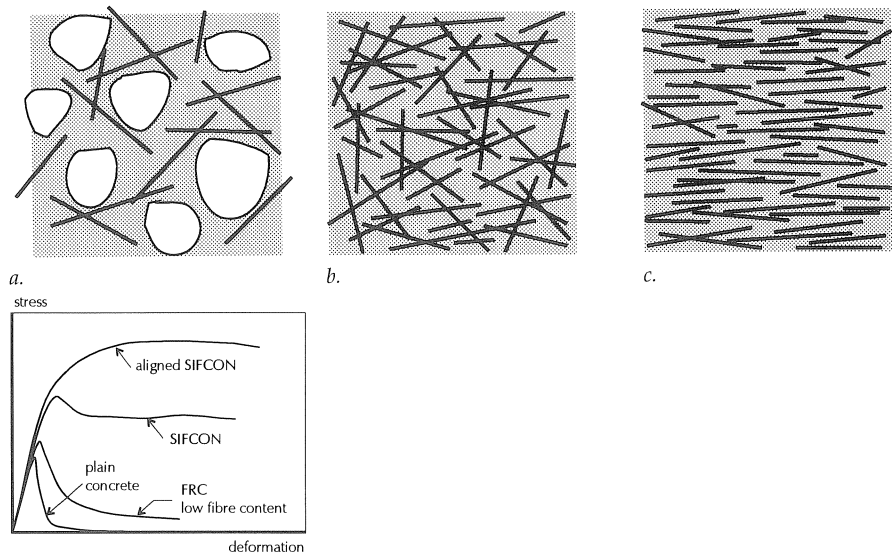 a.
b.
c.
stress
aligned SIFCON
SIFCON
plain
concrete
FRC
low fibre content
deformation